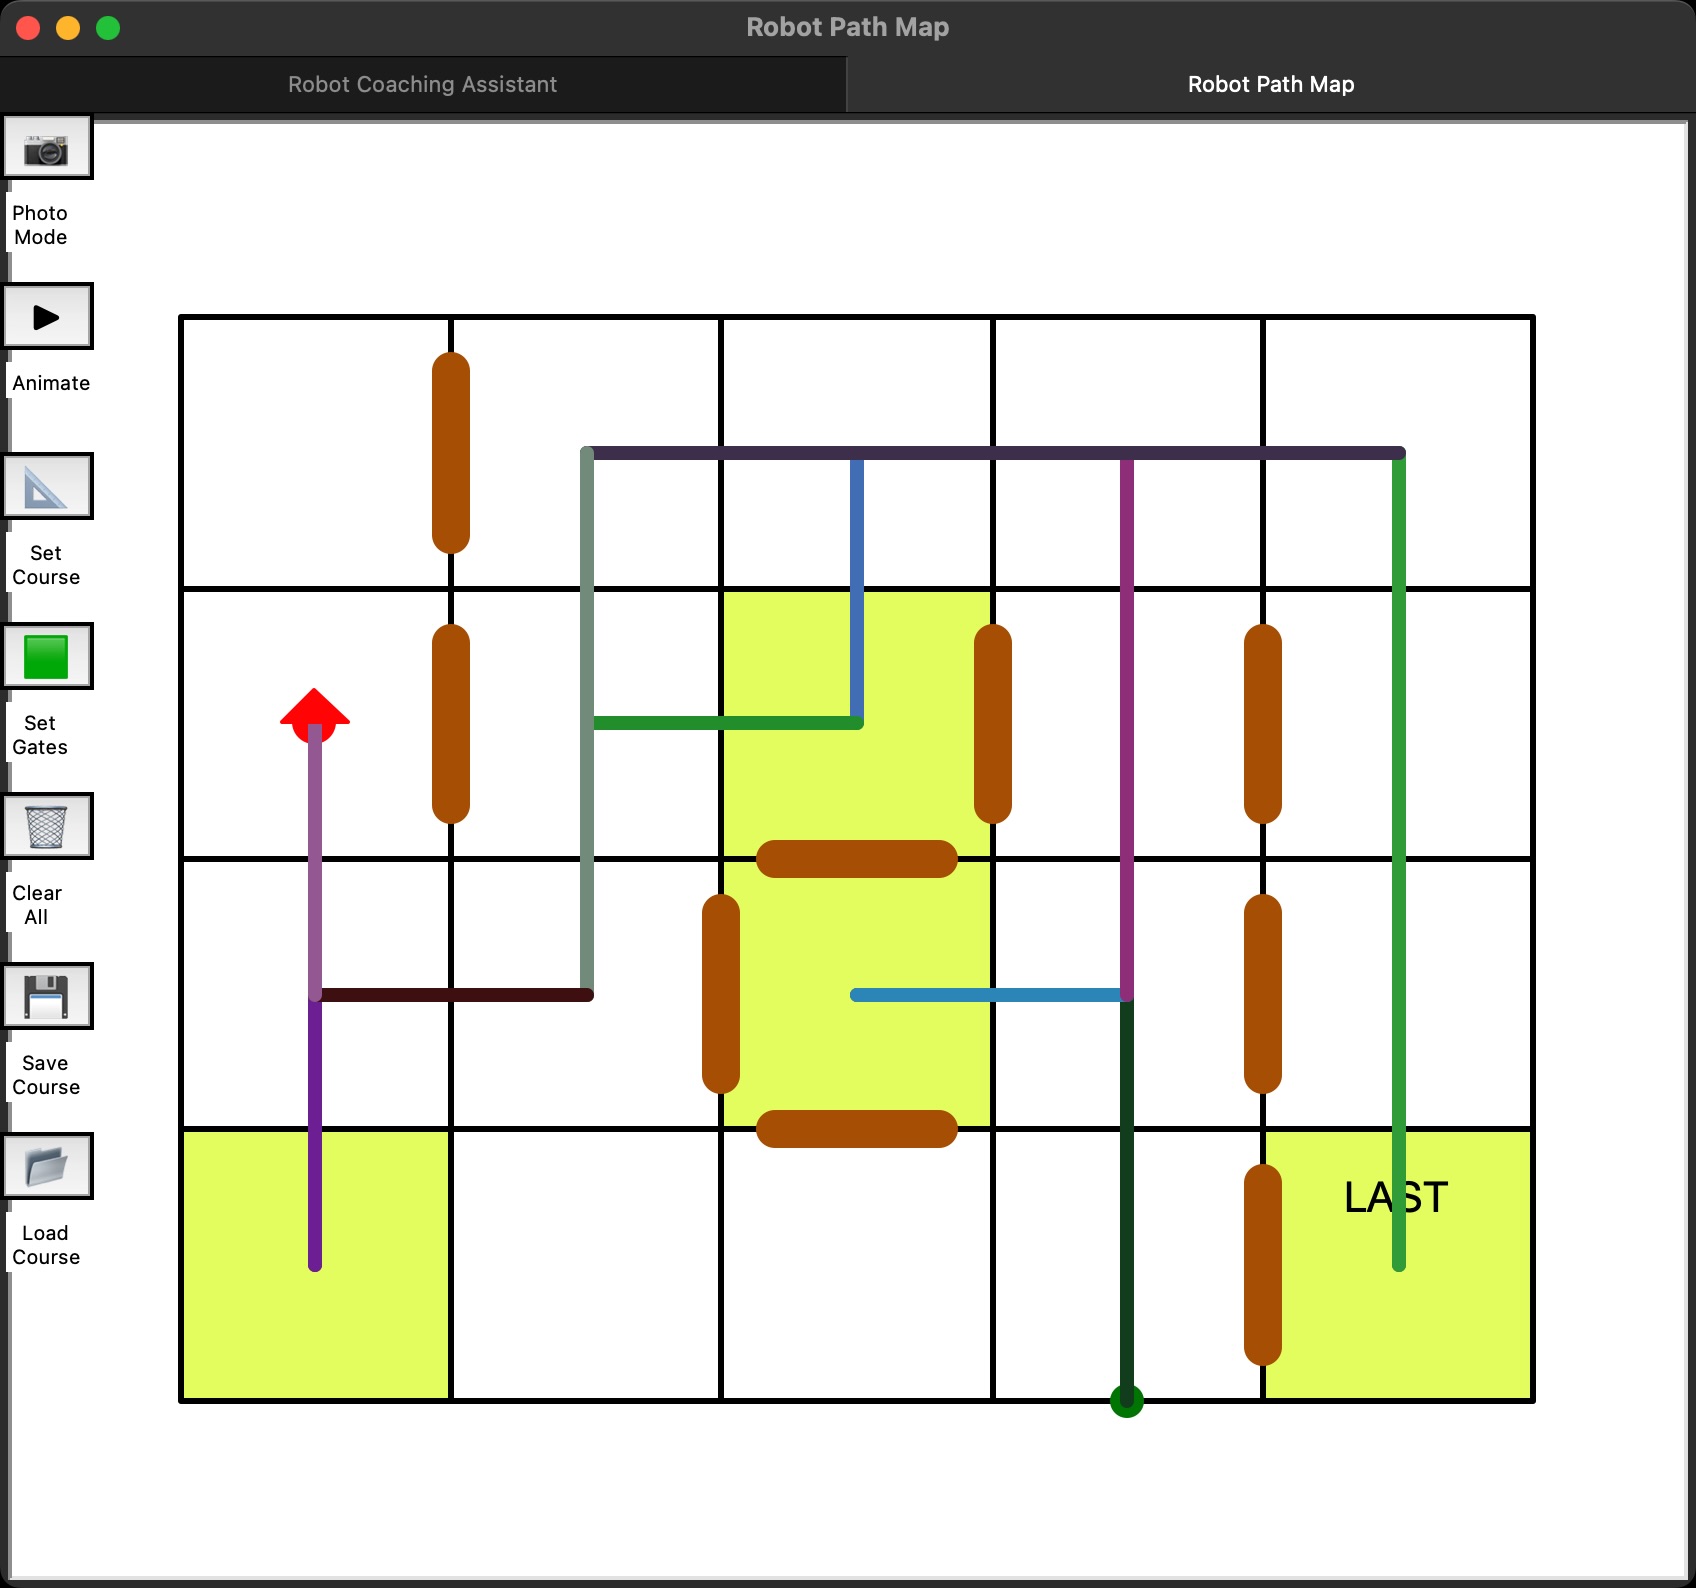 Robot Path Map
Robot Coaching Assistant
Robot Path Map
Photo
Mode
Animate
Set
Course
Set
Gates
Clear
All
Save
Course
Load
Course
LAST